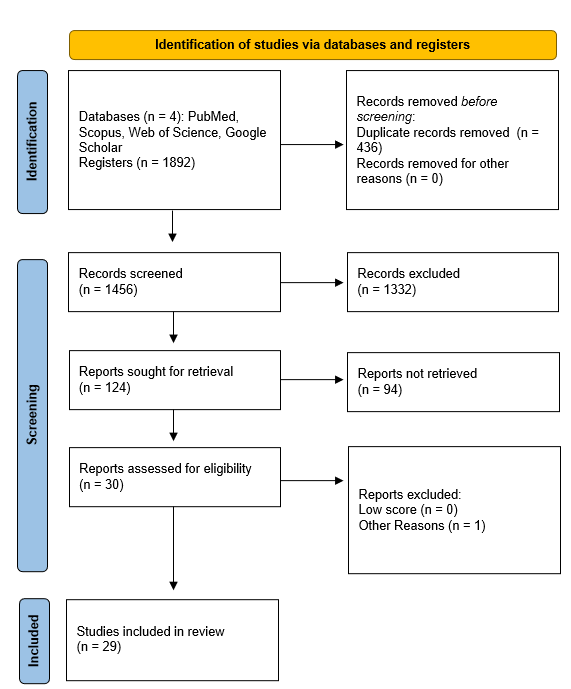 Identification of studies via databases and registers
Identification
Databases (n = 4): PubMed,
Scopus, Web of Science, Google
Scholar
Registers (n = 1892)
Records removed before
screening:
Duplicate records removed (n =
436)
Records removed for other
reasons (n = 0)
Screening
Records screened
(n = 1456)
Records excluded
(n = 1332)
Reports sought for retrieval
(n = 124)
Reports not retrieved
(n = 94)
Reports assessed for eligibility
(n = 30)
Reports excluded:
Low score (n = 0)
Other Reasons (n = 1)
Included
Studies included in review
(n = 29)